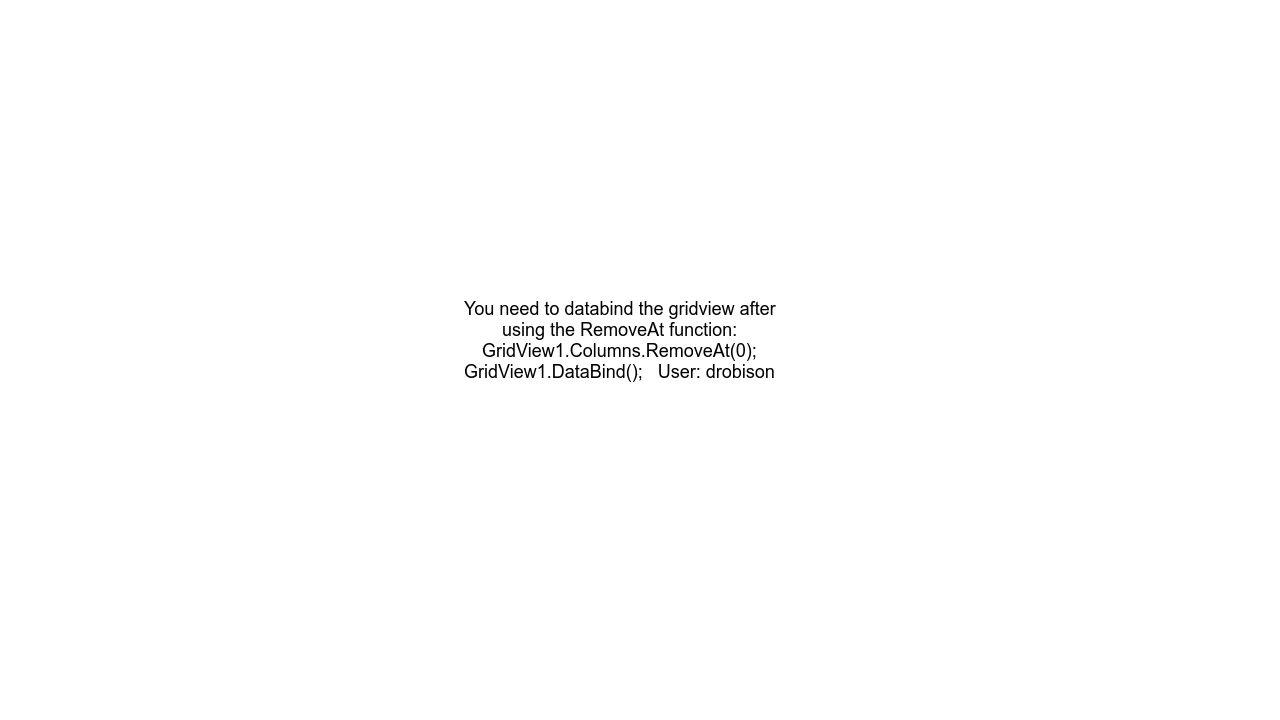 You need to databind the gridview after
using the RemoveAt function:
GridView1.Columns.RemoveAt(0);
GridView1.DataBind();   User: drobison